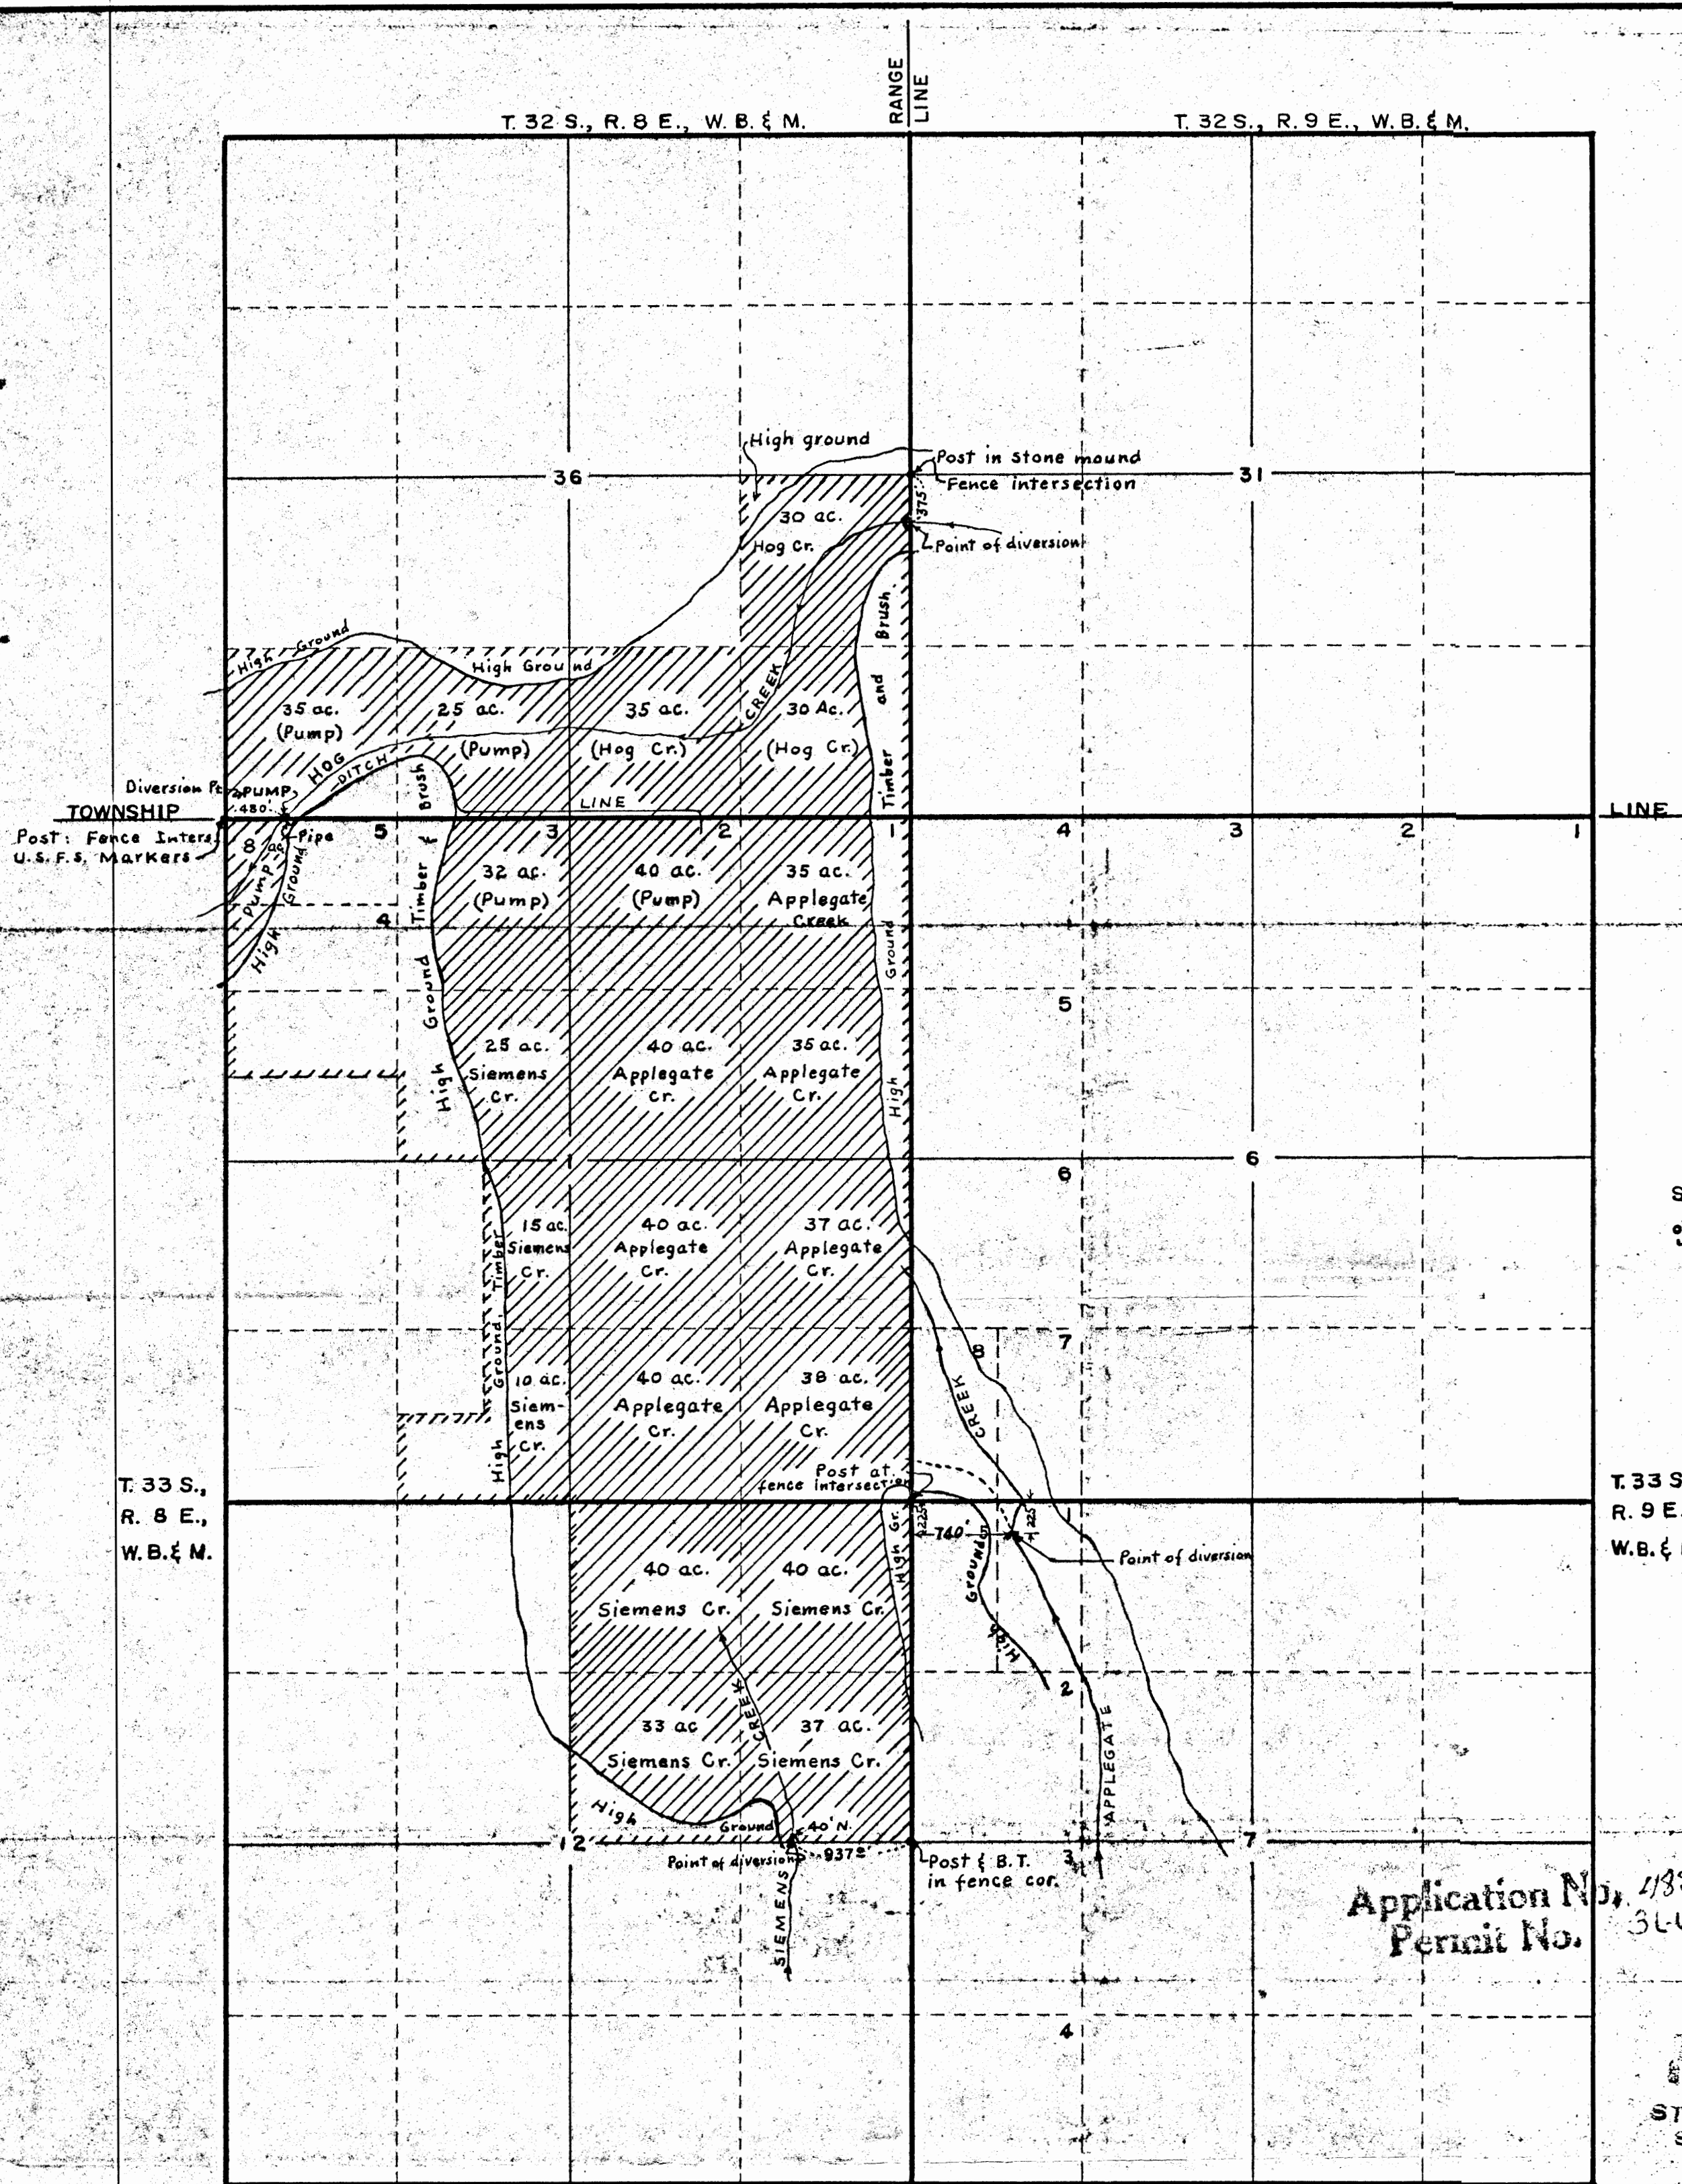 RANGE
LINE
T. 32 S., R. 8 E., W. B. & M.
T. 32 S., R. 9 E., W. B. & M.
High ground
Post in stone mound
Fence intersection
36
31
375'
30 ac.
Hog Cr.
Point of diversion
High Ground
High Ground
Timber and Brush
35 ac.
(Pump)
25 ac.
(Pump)
35 ac.
(Hog Cr.)
30 Ac.
(Hog Cr.)
HOG
CREEK
DITCH
Diversion Pt.
PUMP
480'
TOWNSHIP
LINE
LINE
Post: Fence Inters.
U.S.F.S. Markers
Pipe
5
3
2
1
4
3
2
1
8 ac.
Pump
High Ground
4
High Ground Timber & Brush
32 ac.
(Pump)
40 ac.
(Pump)
35 ac.
Applegate
Creek
High Ground
5
25 ac.
Siemens
Cr.
40 ac.
Applegate
Cr.
35 ac.
Applegate
Cr.
6
6
15 ac.
Siemens
Cr.
40 ac.
Applegate
Cr.
37 ac.
Applegate
Cr.
High Ground Timber
8
7
10 ac.
Siem-
ens
Cr.
40 ac.
Applegate
Cr.
38 ac.
Applegate
Cr.
CREEK
Post at
fence intersection
T. 33 S.,
R. 8 E.,
W. B. & M.
T. 33 S
R. 9 E.
W. B. &
225'
740'
225'
1
Point of diversion
High Gr.
High Ground
40 ac.
Siemens Cr.
40 ac.
Siemens Cr.
2
33 ac
Siemens Cr.
37 ac.
Siemens Cr.
CREEK
APPLEGATE
High Ground
40' N.
12
7
Point of diversion
937'
Post & B.T.
in fence cor.
3
SIEMENS
Application No.
Permit No.
4
ST
S